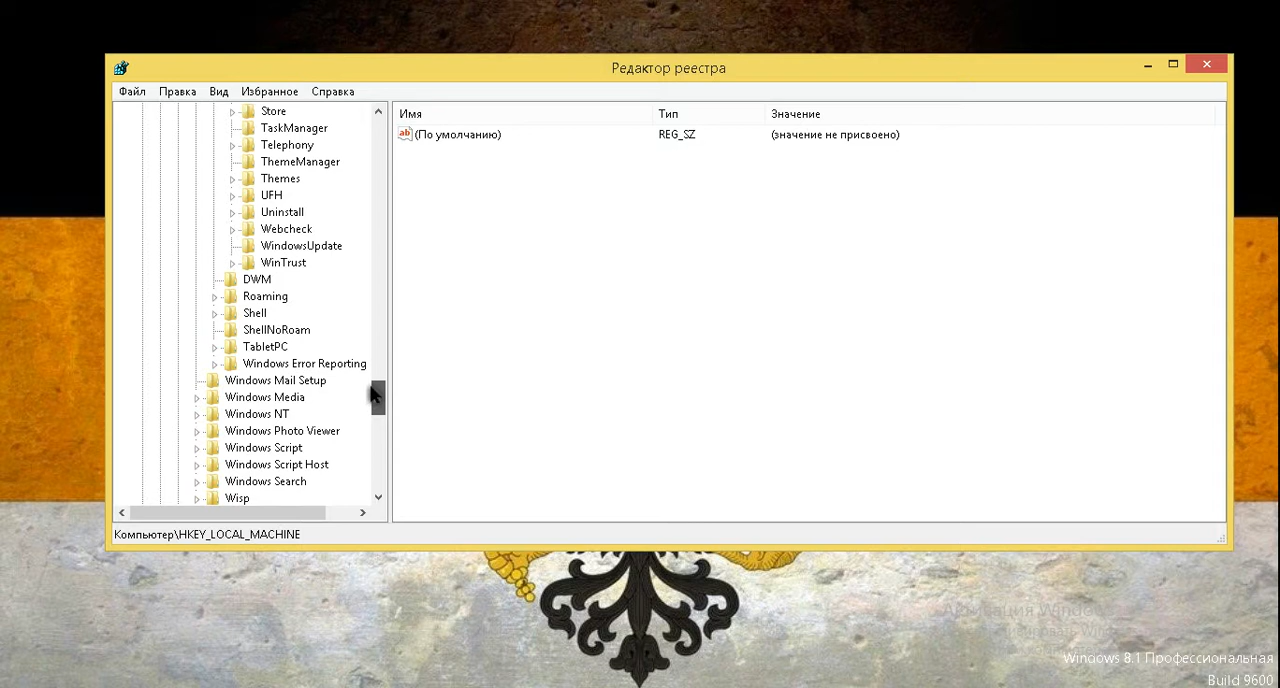 Редактор реестра
Файл Правка Вид Избранное Справка
Имя Тип Значение
(По умолчанию) REG_SZ (значение не присвоено)
Store
TaskManager
Telephony
ThemeManager
Themes
UFH
Uninstall
Webcheck
WindowsUpdate
WinTrust
DWM
Roaming
Shell
ShellNoRoam
TabletPC
Windows Error Reporting
Windows Mail Setup
Windows Media
Windows NT
Windows Photo Viewer
Windows Script
Windows Script Host
Windows Search
Wisp
Компьютер\HKEY_LOCAL_MACHINE
Активация Windows
Windows 8.1 Профессиональная
Build 9600